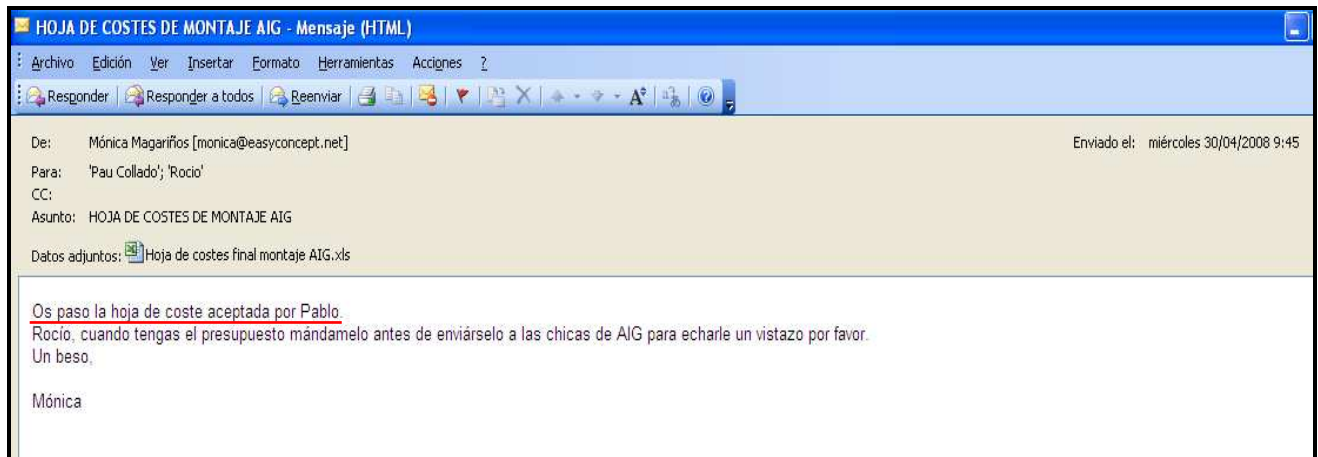 HOJA DE COSTES DE MONTAJE AIG - Mensaje (HTML)
Archivo Edición Ver Insertar Formato Herramientas Acciones ?
Responder Responder a todos Reenviar
De: Mónica Magariños [monica@easyconcept.net] Enviado el: miércoles 30/04/2008 9:45
Para: 'Pau Collado'; 'Rocio'
CC:
Asunto: HOJA DE COSTES DE MONTAJE AIG
Datos adjuntos: Hoja de costes final montaje AIG.xls
Os paso la hoja de coste aceptada por Pablo.
Rocío, cuando tengas el presupuesto mándamelo antes de enviárselo a las chicas de AIG para echarle un vistazo por favor.
Un beso,
Mónica